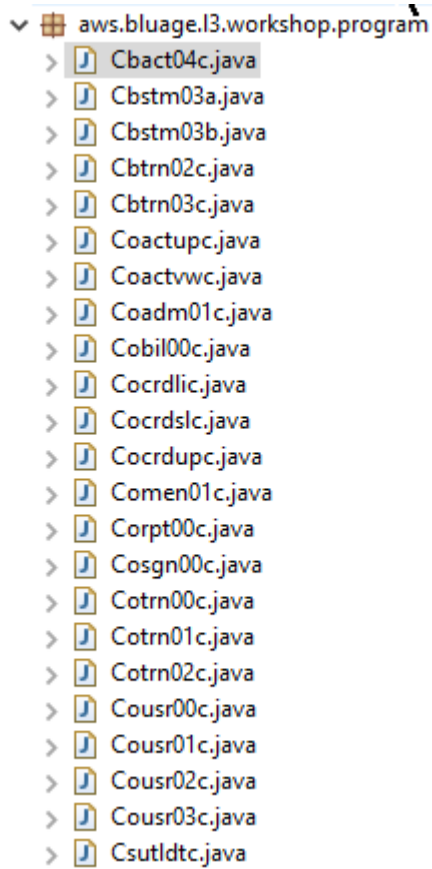 aws.bluage.l3.workshop.program
Cbact04c.java
Cbstm03a.java
Cbstm03b.java
Cbtrn02c.java
Cbtrn03c.java
Coactupc.java
Coactvwc.java
Coadm01c.java
Cobil00c.java
Cocrdlic.java
Cocrdslc.java
Cocrdupc.java
Comen01c.java
Corpt00c.java
Cosgn00c.java
Cotrn00c.java
Cotrn01c.java
Cotrn02c.java
Cousr00c.java
Cousr01c.java
Cousr02c.java
Cousr03c.java
Csutldtc.java